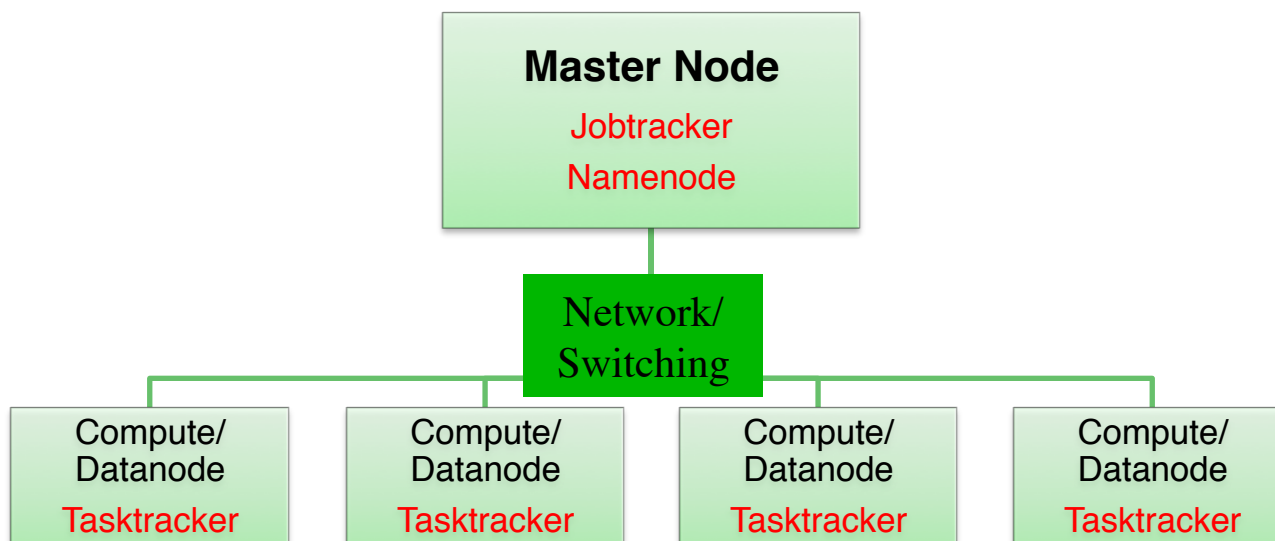 Master Node
Jobtracker
Namenode
Network/
Switching
Compute/
Datanode
Tasktracker
Compute/
Datanode
Tasktracker
Compute/
Datanode
Tasktracker
Compute/
Datanode
Tasktracker